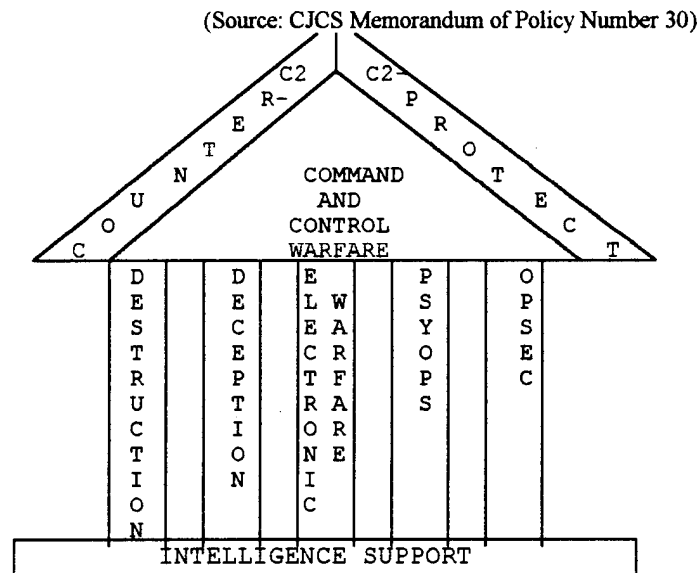 (Source: CJCS Memorandum of Policy Number 30)
COUNTER-C2
C2-PROTECT
COMMAND
AND
CONTROL
WARFARE
DESTRUCTION
DECEPTION
ELECTRONIC
WARFARE
PSYOPS
OPSEC
INTELLIGENCE SUPPORT